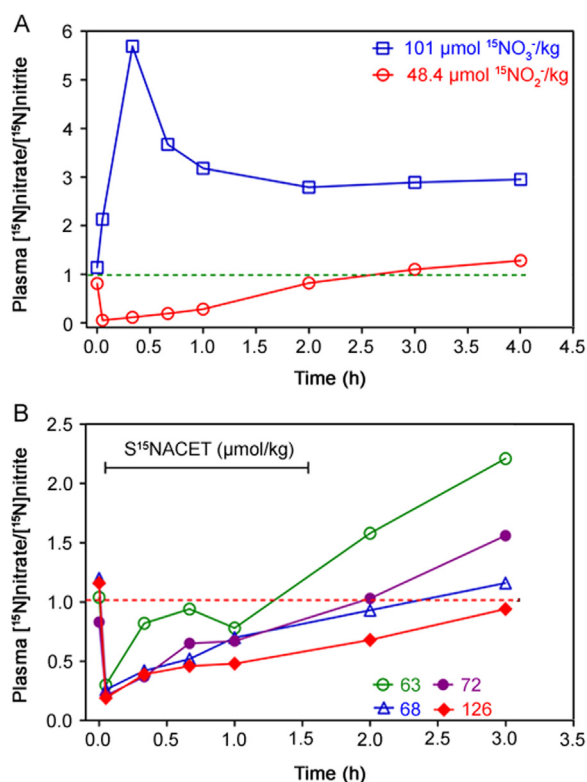 A
6
5
4
3
2
1
0
Plasma [¹⁵N]nitrate/[¹⁵N]nitrite
101 µmol ¹⁵NO₃⁻/kg
48.4 µmol ¹⁵NO₂⁻/kg
0.0 0.5 1.0 1.5 2.0 2.5 3.0 3.5 4.0 4.5
Time (h)
B
2.5
2.0
1.5
1.0
0.5
0.0
Plasma [¹⁵N]nitrate/[¹⁵N]nitrite
S¹⁵NACET (µmol/kg)
63 72
68 126
0.0 0.5 1.0 1.5 2.0 2.5 3.0 3.5
Time (h)